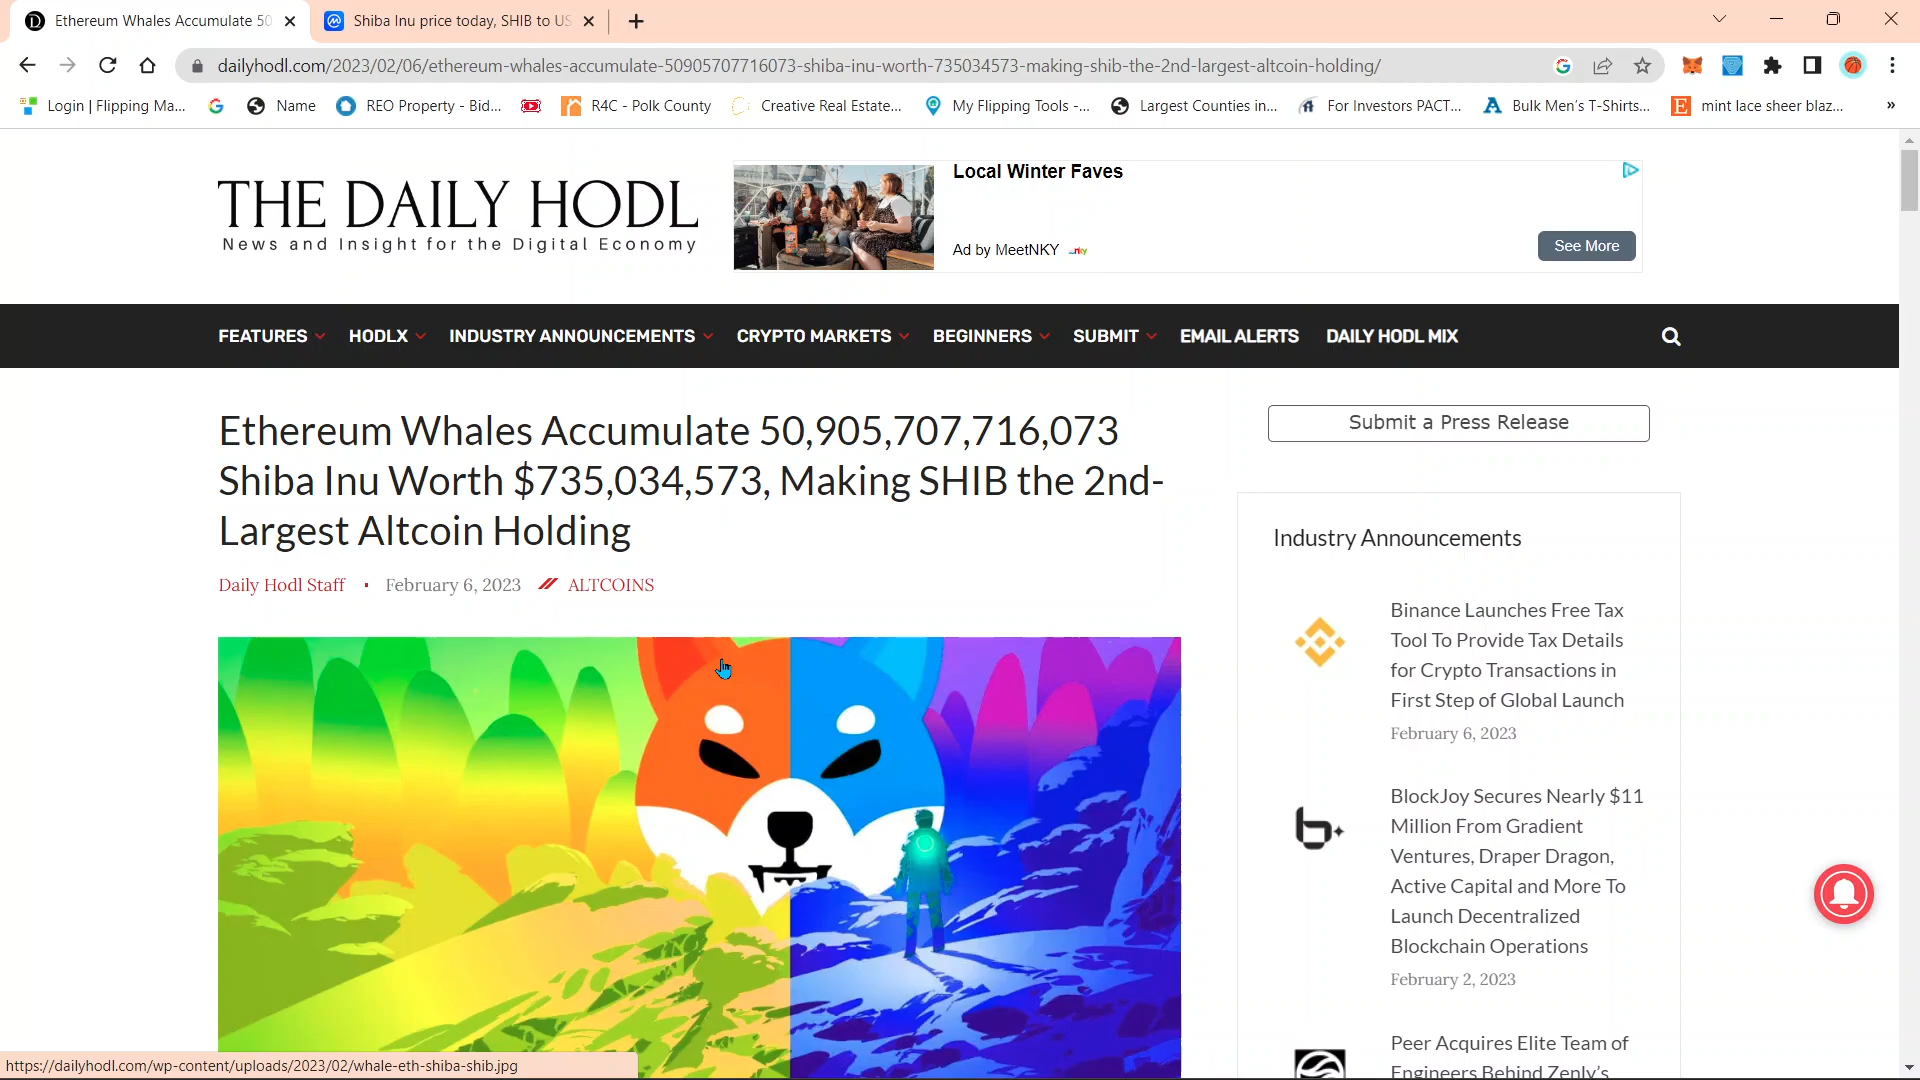 Ethereum Whales Accumulate 50
Shiba Inu price today, SHIB to US
dailyhodl.com/2023/02/06/ethereum-whales-accumulate-50905707716073-shiba-inu-worth-735034573-making-shib-the-2nd-largest-altcoin-holding/
Login | Flipping Ma...
Name
REO Property - Bid...
R4C - Polk County
Creative Real Estate...
My Flipping Tools -...
Largest Counties in...
For Investors PACT...
Bulk Men's T-Shirts...
mint lace sheer blaz...
»
THE DAILY HODL
News and Insight for the Digital Economy
Local Winter Faves
Ad by MeetNKY
See More
FEATURES
HODLX
INDUSTRY ANNOUNCEMENTS
CRYPTO MARKETS
BEGINNERS
SUBMIT
EMAIL ALERTS
DAILY HODL MIX
Ethereum Whales Accumulate 50,905,707,716,073
Shiba Inu Worth $735,034,573, Making SHIB the 2nd-
Largest Altcoin Holding
Daily Hodl Staff • February 6, 2023 ALTCOINS
Submit a Press Release
Industry Announcements
Binance Launches Free Tax
Tool To Provide Tax Details
for Crypto Transactions in
First Step of Global Launch
February 6, 2023
BlockJoy Secures Nearly $11
Million From Gradient
Ventures, Draper Dragon,
Active Capital and More To
Launch Decentralized
Blockchain Operations
February 2, 2023
Peer Acquires Elite Team of
Engineers Behind Zenly's
https://dailyhodl.com/wp-content/uploads/2023/02/whale-eth-shiba-shib.jpg